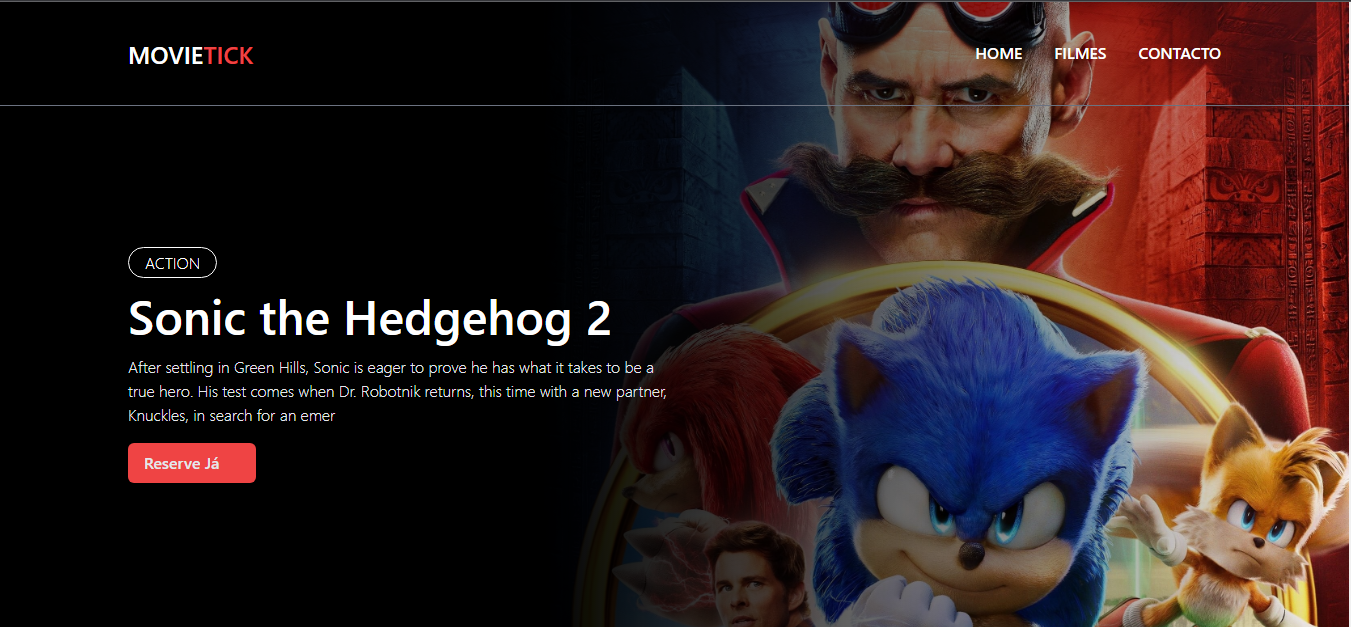 MOVIETICK
HOME FILMES CONTACTO
ACTION
Sonic the Hedgehog 2
After settling in Green Hills, Sonic is eager to prove he has what it takes to be a
true hero. His test comes when Dr. Robotnik returns, this time with a new partner,
Knuckles, in search for an emer
Reserve Já